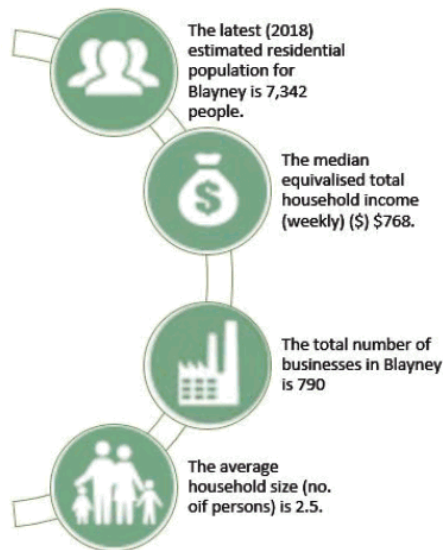 The latest (2018)
estimated residential
population for
Blayney is 7,342
people.
The median
equivalised total
household income
(weekly) ($) $768.
The total number of
businesses in Blayney
is 790
The average
household size (no.
oif persons) is 2.5.